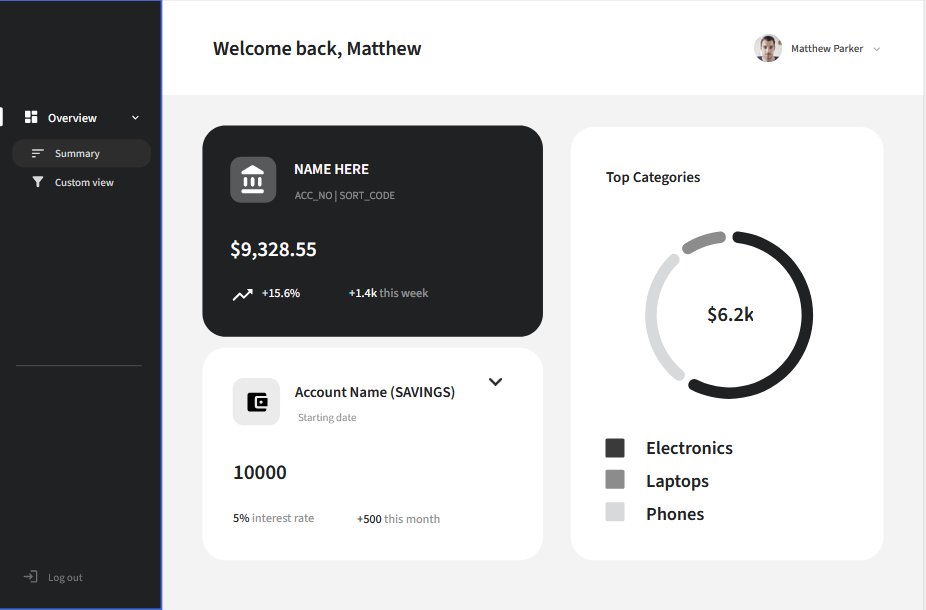 Welcome back, Matthew
Matthew Parker
Overview
Summary
Custom view
Log out
NAME HERE
ACC_NO | SORT_CODE
$9,328.55
+15.6%
+1.4k this week
Account Name (SAVINGS)
Starting date
10000
5% interest rate
+500 this month
Top Categories
$6.2k
Electronics
Laptops
Phones